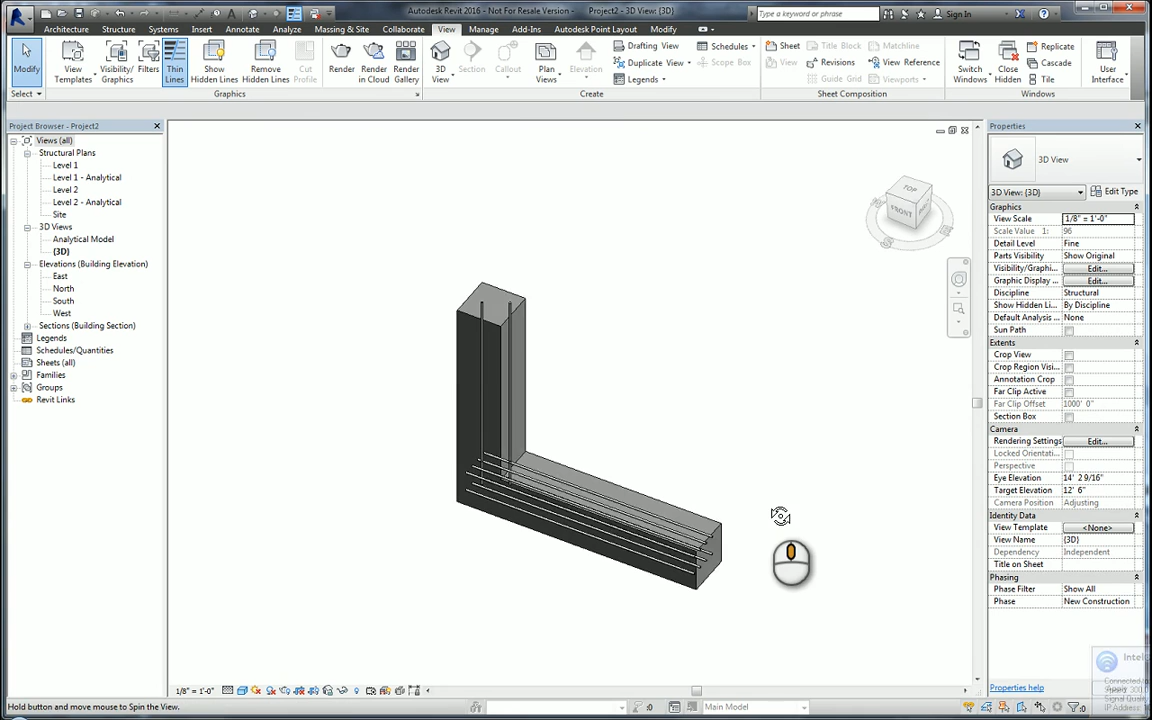 Autodesk Revit 2016 - Not For Resale Version -   Project2 - 3D View: {3D}
Type a keyword or phrase
Sign In
Architecture Structure Systems Insert Annotate Analyze Massing & Site Collaborate View Manage Add-Ins Autodesk Point Layout Modify
Modify
View Templates
Visibility/ Graphics
Filters
Thin Lines
Show Hidden Lines
Remove Hidden Lines
Cut Profile
Render
Render in Cloud
Render Gallery
3D View
Section
Callout
Plan Views
Elevation
Drafting View
Duplicate View
Legends
Schedules
Scope Box
Sheet
View
Title Block
Revisions
Guide Grid
Matchline
View Reference
Viewports
Switch Windows
Close Hidden
Replicate
Cascade
Tile
User Interface
Select
Graphics
Create
Sheet Composition
Windows
Project Browser - Project2
Views (all)
Structural Plans
Level 1
Level 1 - Analytical
Level 2
Level 2 - Analytical
Site
3D Views
Analytical Model
{3D}
Elevations (Building Elevation)
East
North
South
West
Sections (Building Section)
Legends
Schedules/Quantities
Sheets (all)
Families
Groups
Revit Links
TOP
FRONT
Properties
3D View
3D View: {3D}
Edit Type
Graphics
View Scale 1/8" = 1'-0"
Scale Value 1: 96
Detail Level Fine
Parts Visibility Show Original
Visibility/Graphi... Edit...
Graphic Display ... Edit...
Discipline Structural
Show Hidden Li... By Discipline
Default Analysis ... None
Sun Path
Extents
Crop View
Crop Region Visi...
Annotation Crop
Far Clip Active
Far Clip Offset 1000' 0"
Section Box
Camera
Rendering Settings Edit...
Locked Orientati...
Perspective
Eye Elevation 14' 2 9/16"
Target Elevation 12' 6"
Camera Position Adjusting
Identity Data
View Template <None>
View Name {3D}
Dependency Independent
Title on Sheet
Phasing
Phase Filter Show All
Phase New Construction
Properties help
1/8" = 1'-0"
Hold button and move mouse to Spin the View.
:0
Main Model
:0